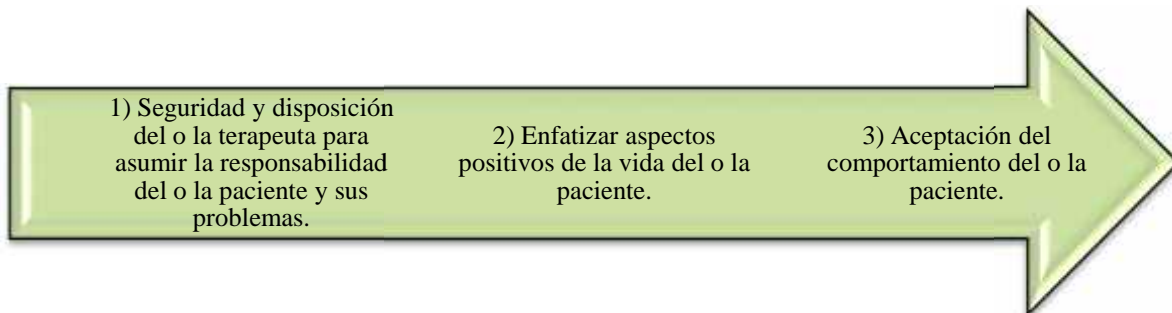 1) Seguridad y disposición
del o la terapeuta para
asumir la responsabilidad
del o la paciente y sus
problemas.
2) Enfatizar aspectos
positivos de la vida del o la
paciente.
3) Aceptación del
comportamiento del o la
paciente.